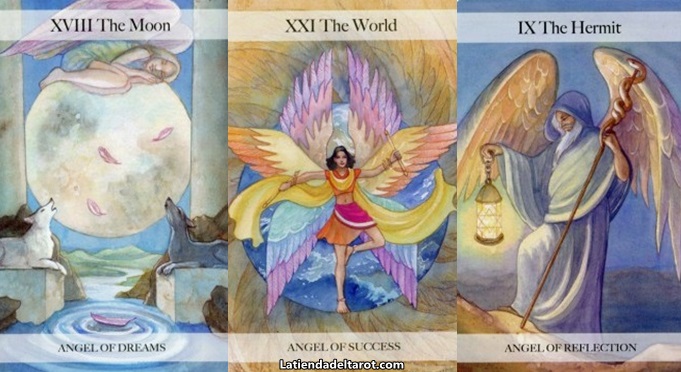 XVIII The Moon
XXI The World
IX The Hermit
ANGEL OF DREAMS
ANGEL OF SUCCESS
ANGEL OF REFLECTION
Latiendadeltarot.com